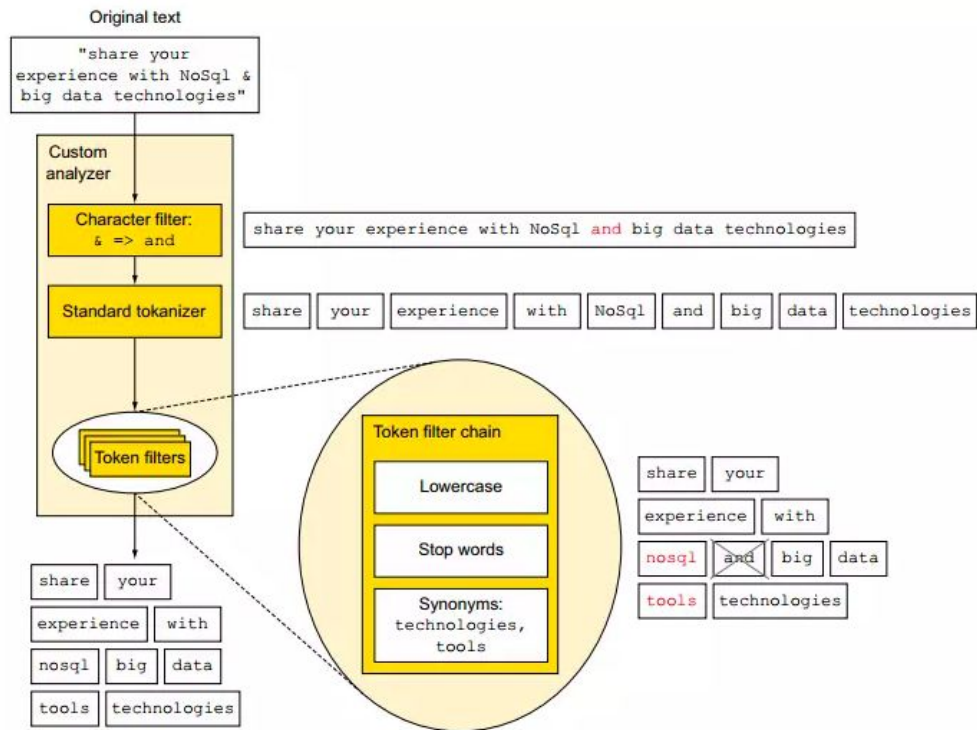 Original text
"share your
experience with NoSql &
big data technologies"
Custom
analyzer
Character filter:
& => and
share your experience with NoSql and big data technologies
Standard tokanizer
share your experience with NoSql and big data technologies
Token filters
Token filter chain
Lowercase
Stop words
Synonyms:
technologies,
tools
share your
experience with
nosql and big data
tools technologies
share your
experience with
nosql big data
tools technologies